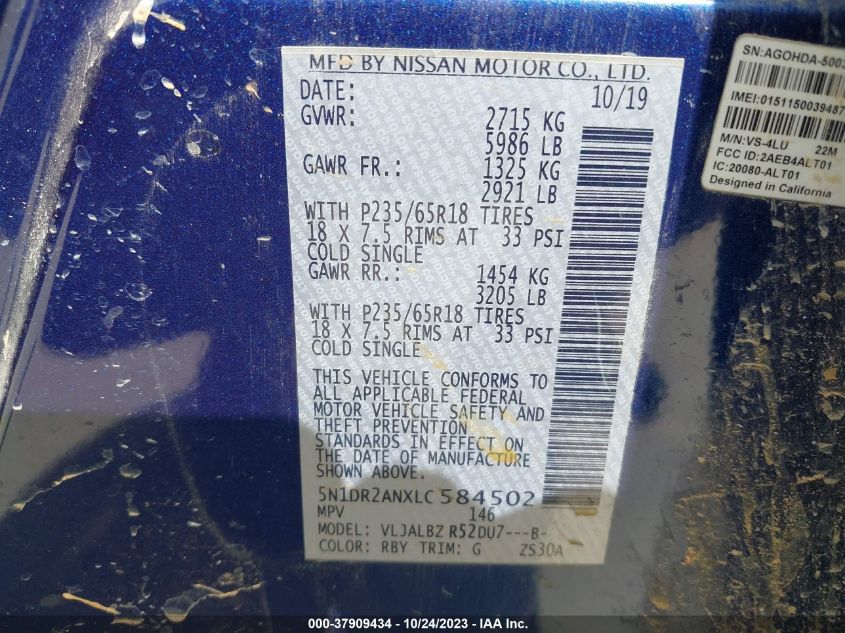 MFD BY NISSAN MOTOR CO., LTD.
DATE: 10/19
GVWR: 2715 KG
5986 LB
GAWR FR.: 1325 KG
2921 LB
WITH P235/65R18 TIRES
18 X 7.5 RIMS AT 33 PSI
COLD SINGLE
GAWR RR.: 1454 KG
3205 LB
WITH P235/65R18 TIRES
18 X 7.5 RIMS AT 33 PSI
COLD SINGLE
THIS VEHICLE CONFORMS TO
ALL APPLICABLE FEDERAL
MOTOR VEHICLE SAFETY AND
THEFT PREVENTION
STANDARDS IN EFFECT ON
THE DATE OF MANUFACTURE
SHOWN ABOVE.
5N1DR2ANXLC584502
MPV 146
MODEL: VLJALBZ R52DU7---B-
COLOR: RBY TRIM: G ZS30A
SN:AGOHDA-5003
IMEI:0151150039487
M/N:VS-4LU 22M
FCC ID:2AEB4ALT01
IC:20080-ALT01
Designed in California
000-37909434 - 10/24/2023 - IAA Inc.